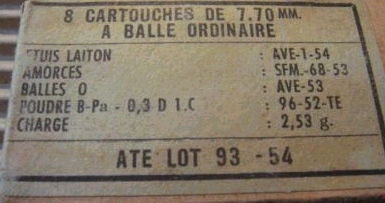 8 CARTOUCHES DE 7.70 MM.
A BALLE ORDINAIRE
ETUIS LAITON : AVE-1-54
AMORCES : SFM.-68-53
BALLES O : AVE-53
POUDRE B-Pa - 0,3 D 1.C : 96-52-TE
CHARGE : 2,53 g.
ATE LOT 93 - 54